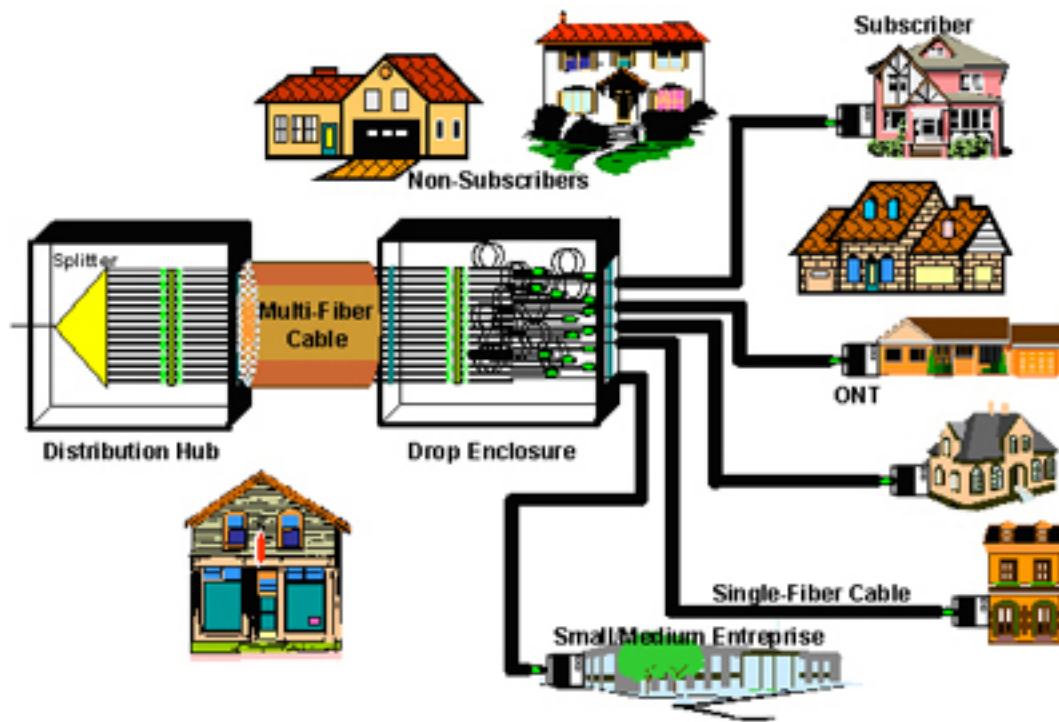 Subscriber
Non-Subscribers
Splitter
Multi-Fiber
Cable
ONT
Distribution Hub
Drop Enclosure
Single-Fiber Cable
Small/Medium Entreprise